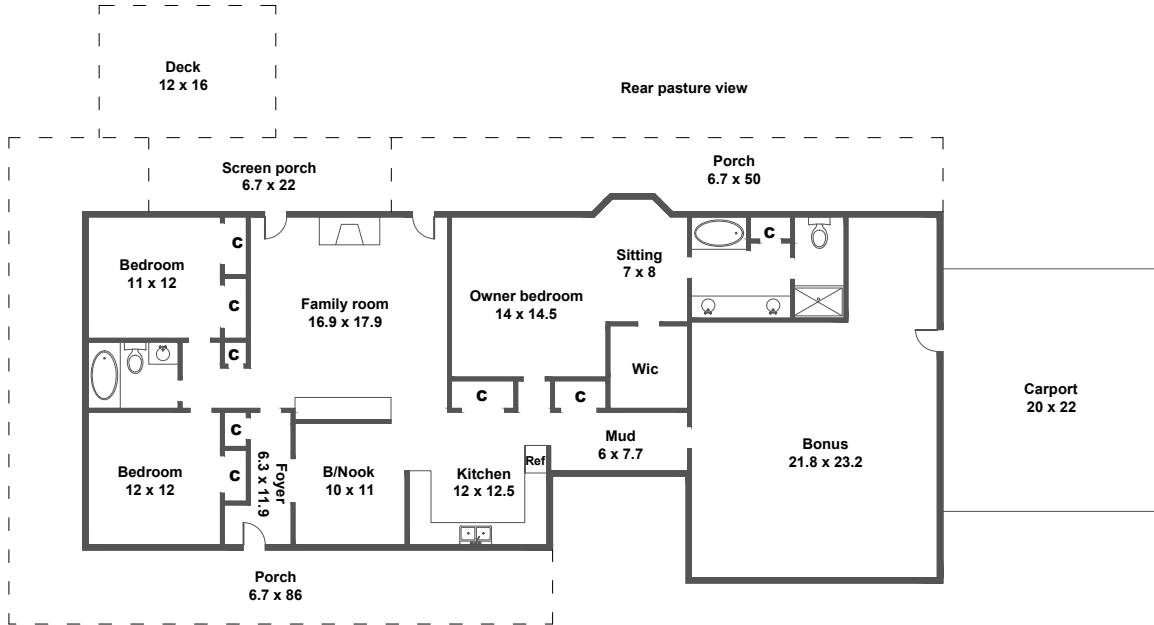 Deck
12 x 16
Rear pasture view
Screen porch
6.7 x 22
Porch
6.7 x 50
C
C
Bedroom
11 x 12
C
Sitting
7 x 8
Family room
16.9 x 17.9
Owner bedroom
14 x 14.5
C
C
Wic
C
C
Carport
20 x 22
C
C
Bedroom
12 x 12
Foyer
6.3 x 11.9
B/Nook
10 x 11
Kitchen
12 x 12.5
Ref
Mud
6 x 7.7
Bonus
21.8 x 23.2
Porch
6.7 x 86